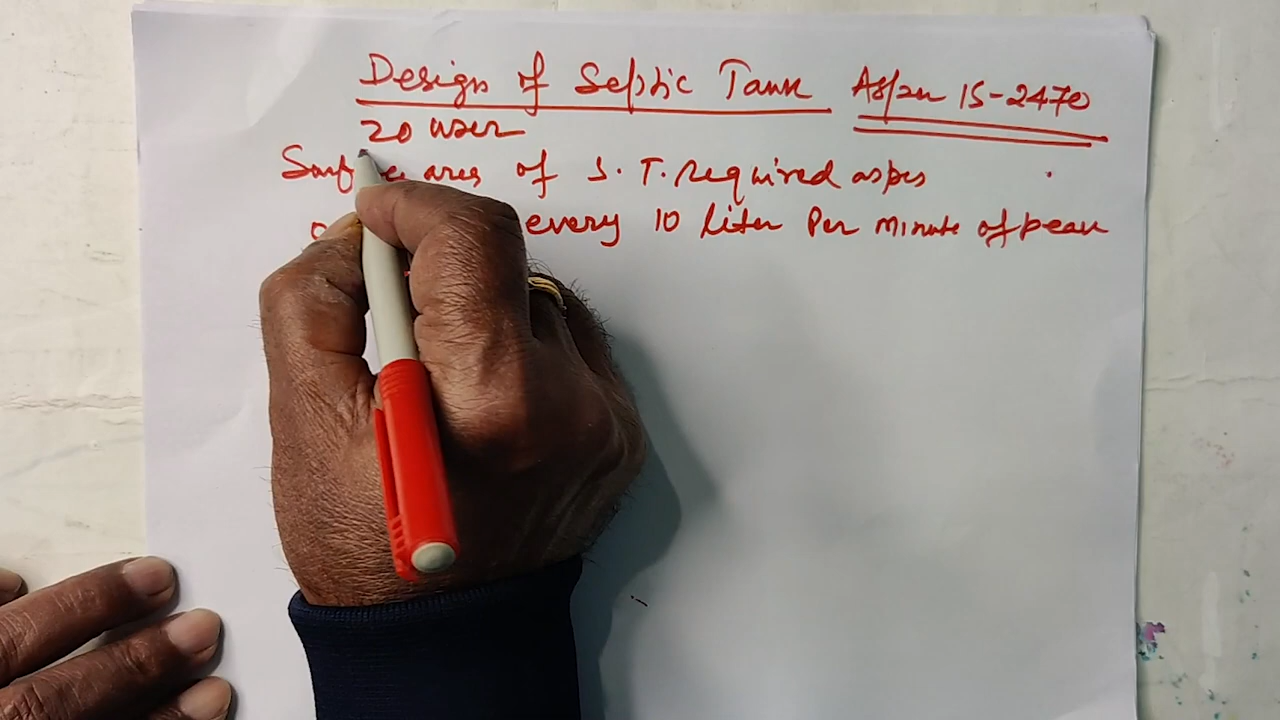 Design of Septic Tank As per IS-2470
20 user
area of S. T. required as per
every 10 liter Per minute of peak